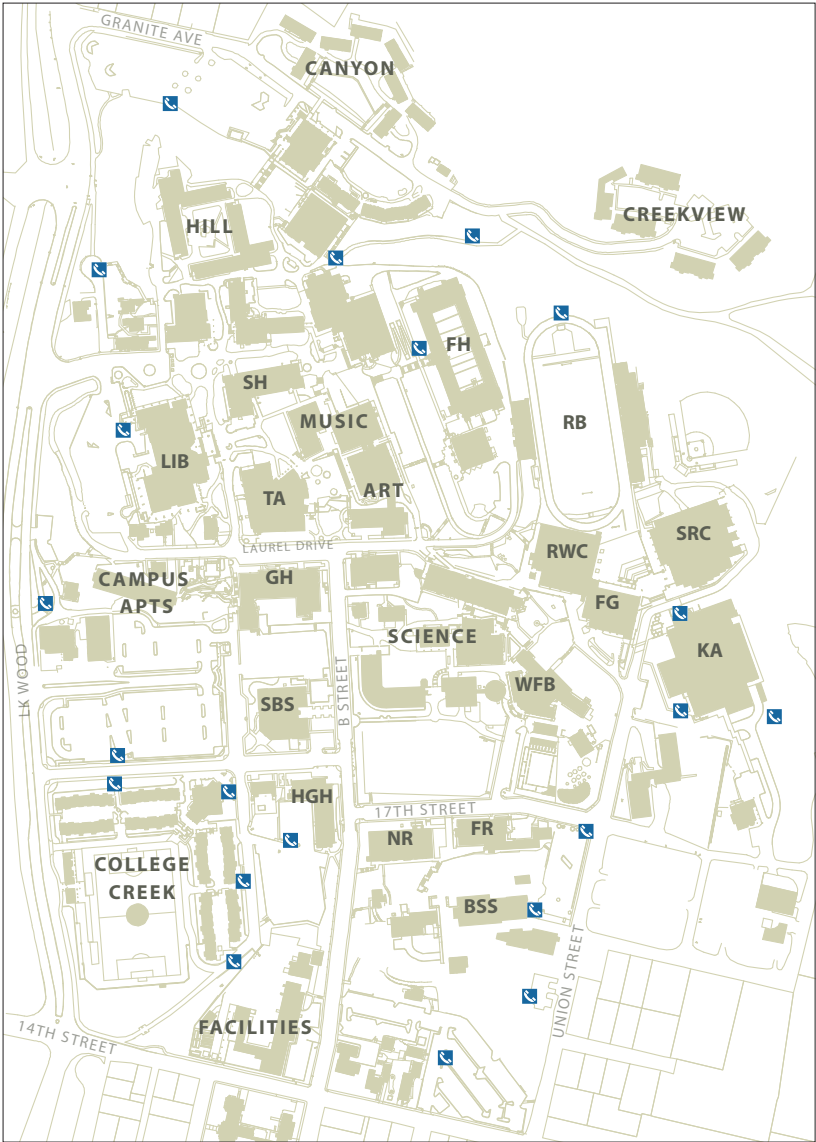 GRANITE AVE
CANYON
CREEKVIEW
HILL
FH
SH
MUSIC
RB
LIB
TA
ART
SRC
LAUREL DRIVE
RWC
CAMPUS
APTS
GH
FG
SCIENCE
KA
LK WOOD
B STREET
WFB
SBS
HGH
17TH STREET
NR
FR
COLLEGE
CREEK
BSS
UNION STREET
FACILITIES
14TH STREET